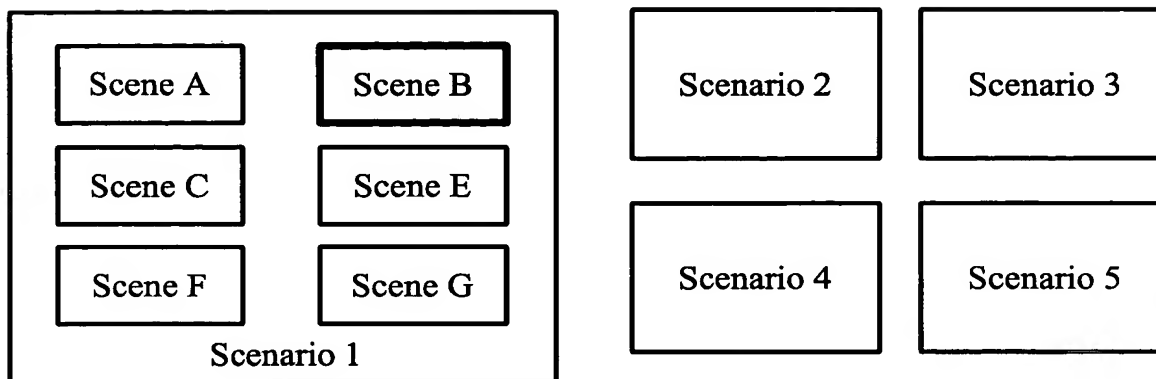 Scene A
Scene B
Scene C
Scene E
Scene F
Scene G
Scenario 1
Scenario 2
Scenario 3
Scenario 4
Scenario 5